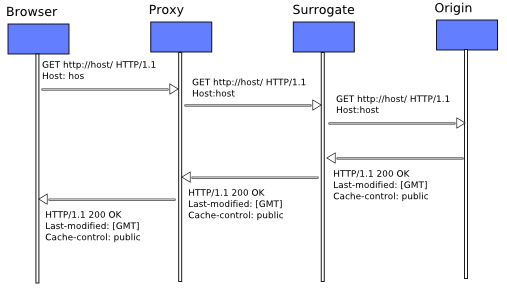 Browser
Proxy
Surrogate
Origin
GET http://host/ HTTP/1.1
Host: hos
GET http://host/ HTTP/1.1
Host:host
GET http://host/ HTTP/1.1
Host:host
HTTP/1.1 200 OK
Last-modified: [GMT]
Cache-control: public
HTTP/1.1 200 OK
Last-modified: [GMT]
Cache-control: public
HTTP/1.1 200 OK
Last-modified: [GMT]
Cache-control: public